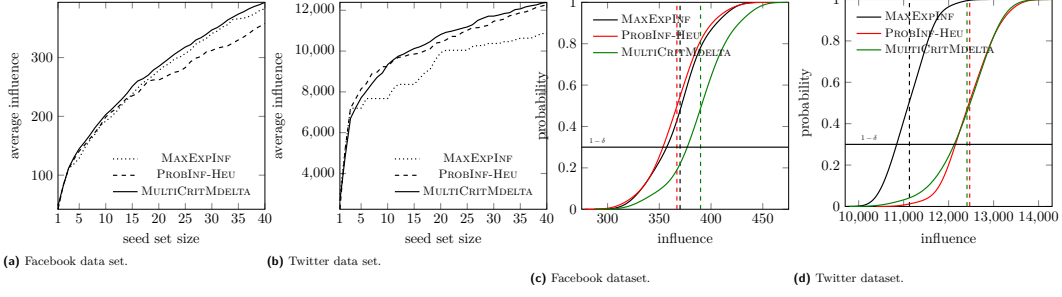 average influence
300
200
100
1 5 10 15 20 25 30 35 40
seed set size
MAXEXPINF
PROBINF-HEU
MULTICRITMDELTA
(a) Facebook data set.
average influence
12,000
10,000
8,000
6,000
4,000
1 5 10 15 20 25 30 35 40
seed set size
MAXEXPINF
PROBINF-HEU
MULTICRITMDELTA
(b) Twitter data set.
probability
1
0.8
0.6
0.4
0.2
0
300 350 400 450
influence
MAXEXPINF
PROBINF-HEU
MULTICRITMDELTA
1 − δ
(c) Facebook dataset.
probability
1
0.8
0.6
0.4
0.2
0
10,000 11,000 12,000 13,000 14,000
influence
MAXEXPINF
PROBINF-HEU
MULTICRITMDELTA
1 − δ
(d) Twitter dataset.